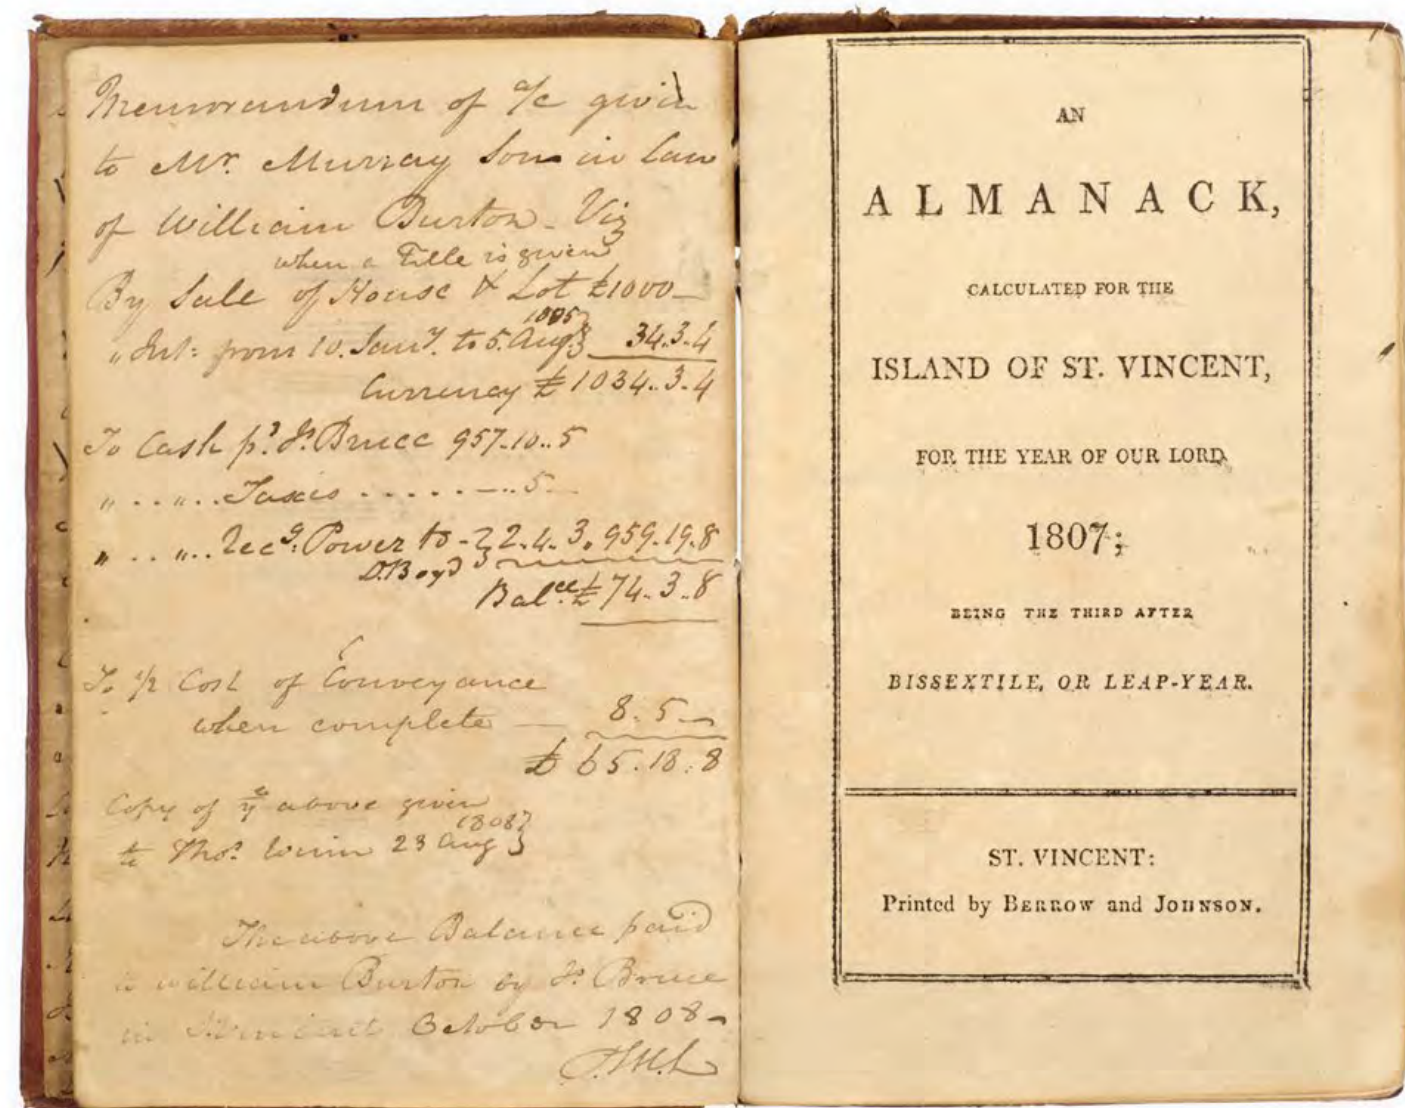 Memorandum of a/c given
to Mr. Murray Son in law
of William Burton - Viz
when a Title is given
By Sale of House & Lot £1000 -
1805
" Int: from 10. Jany. to 5. Augt. } 34.3.4
Currency £1034..3.4
To Cash pd. Js. Bruce 957.10..5
" .. " .. Taxes ...... - .. 5. -
" .. " .. Recg. Power to - } 2.4.3. 959.19.8
D. Boyd
Balce. £ 74..3..8
To 1/2 Cost of Conveyance
when complete — 8.5 -
£ 65.18.8
Copy of ye above given
1808 }
to Thos. Winn 23 Aug
The above Balance paid
to William Burton by Js. Bruce
in October 1808 -
AN
ALMANACK,
CALCULATED FOR THE
ISLAND OF ST. VINCENT,
FOR THE YEAR OF OUR LORD
1807;
BEING THE THIRD AFTER
BISSEXTILE, OR LEAP-YEAR.
ST. VINCENT:
Printed by BERROW and JOHNSON.